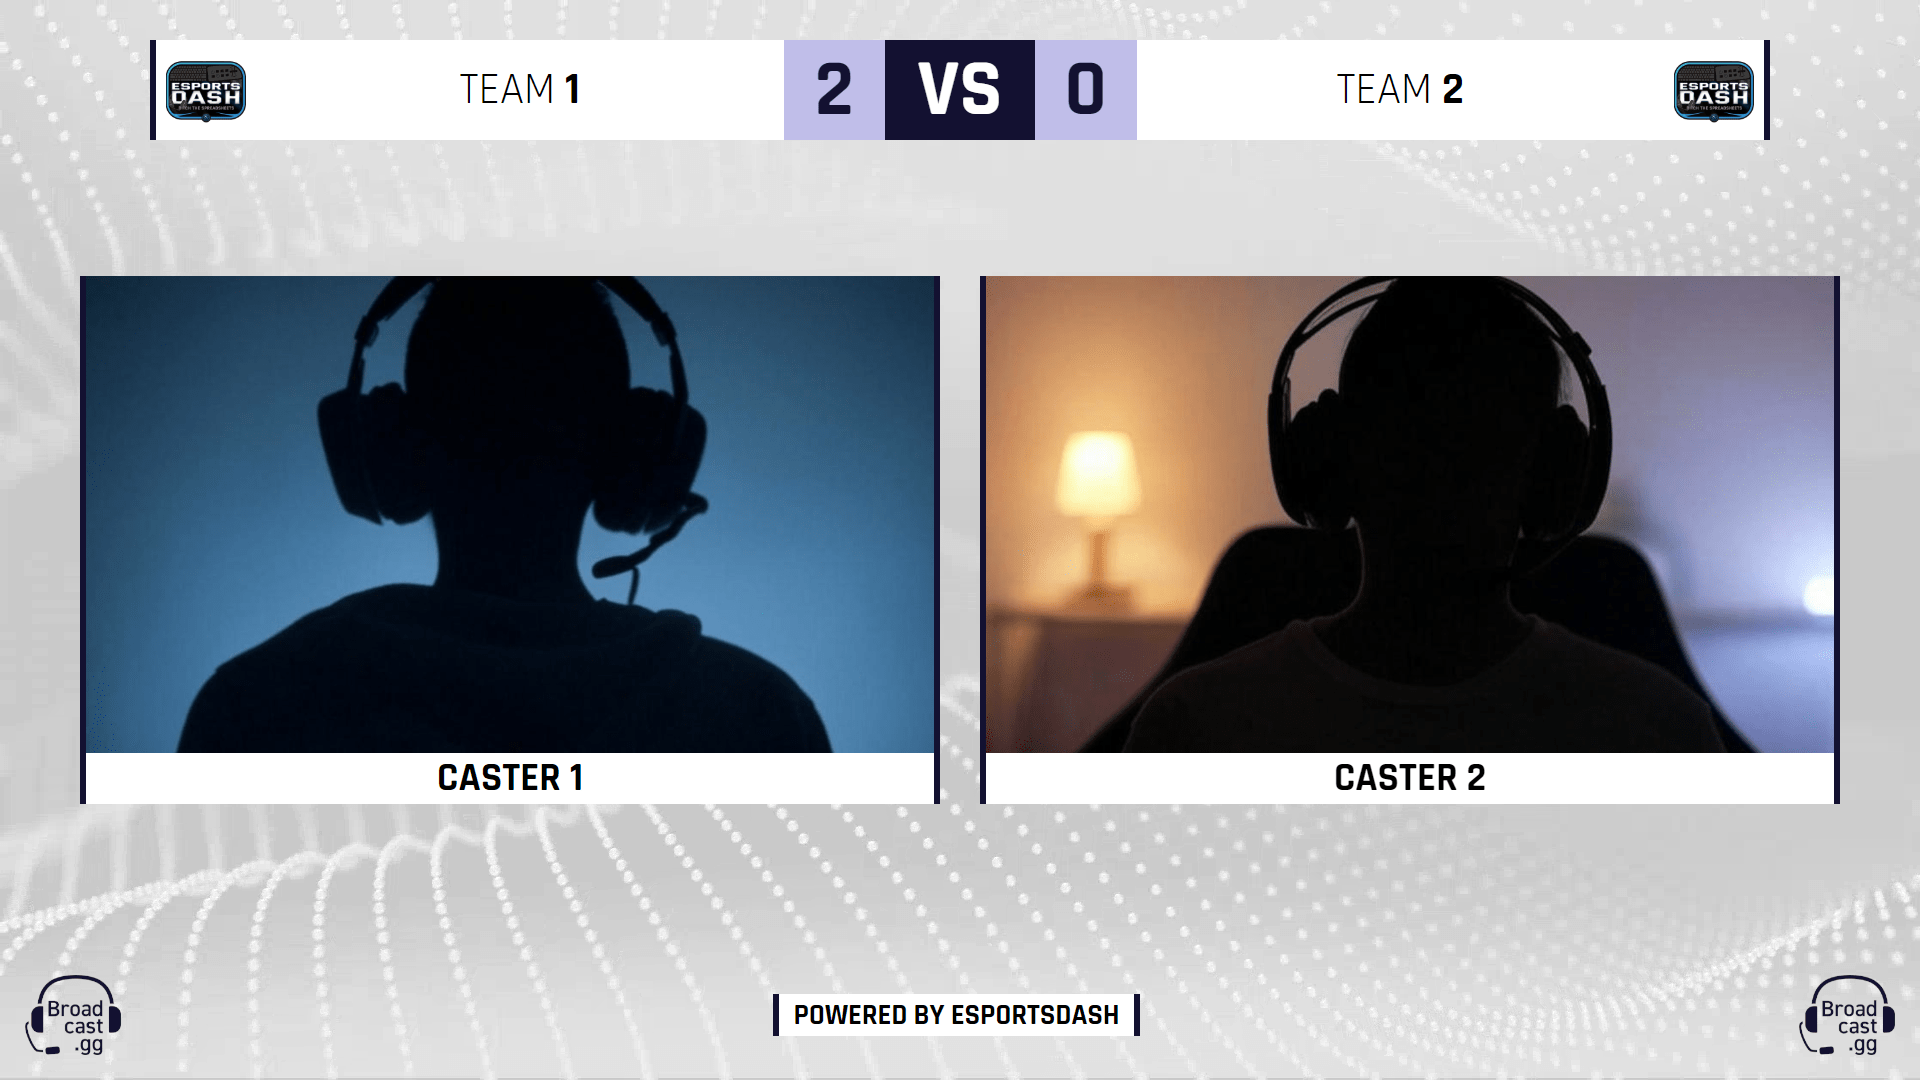 ESPORTS
DASH
TEAM 1
2
VS
0
TEAM 2
ESPORTS
DASH
CASTER 1
CASTER 2
Broad
cast
.gg
POWERED BY ESPORTSDASH
Broad
cast
.gg